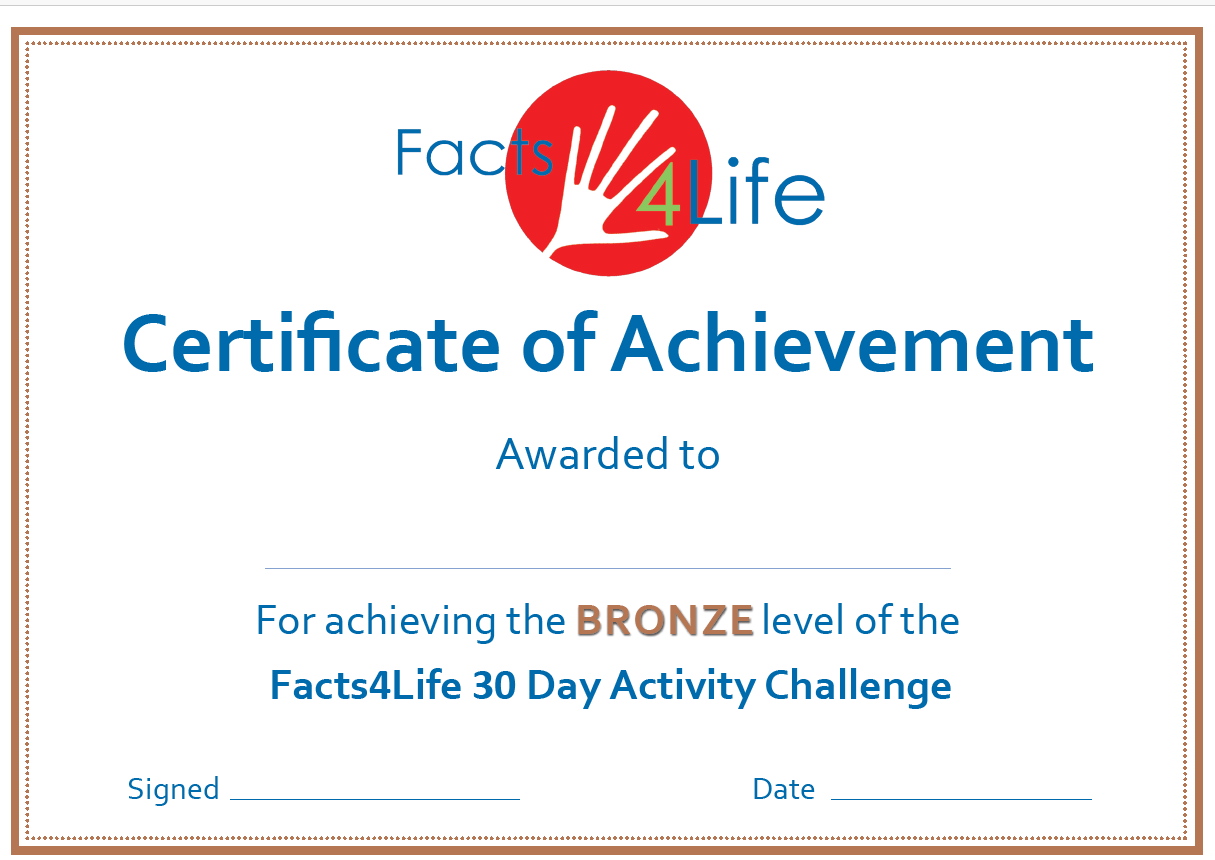 Facts4Life
Certificate of Achievement
Awarded to
For achieving the BRONZE level of the
Facts4Life 30 Day Activity Challenge
Signed
Date